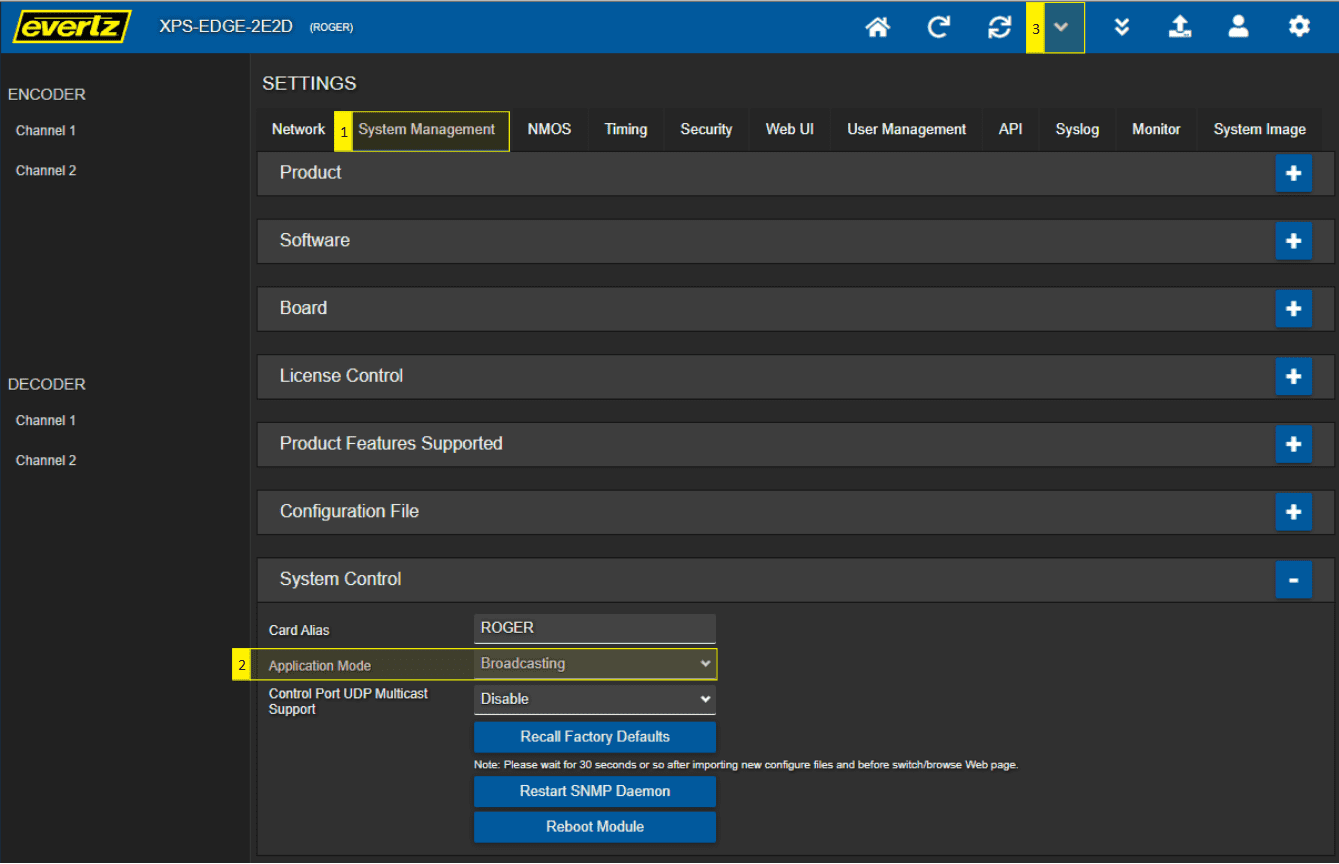 evertz XPS-EDGE-2E2D (ROGER) 3
ENCODER
Channel 1
Channel 2
DECODER
Channel 1
Channel 2
SETTINGS
Network 1 System Management NMOS Timing Security Web UI User Management API Syslog Monitor System Image
Product
Software
Board
License Control
Product Features Supported
Configuration File
System Control
Card Alias ROGER
2 Application Mode Broadcasting
Control Port UDP Multicast
Support
Disable
Recall Factory Defaults
Note: Please wait for 30 seconds or so after importing new configure files and before switch/browse Web page.
Restart SNMP Daemon
Reboot Module